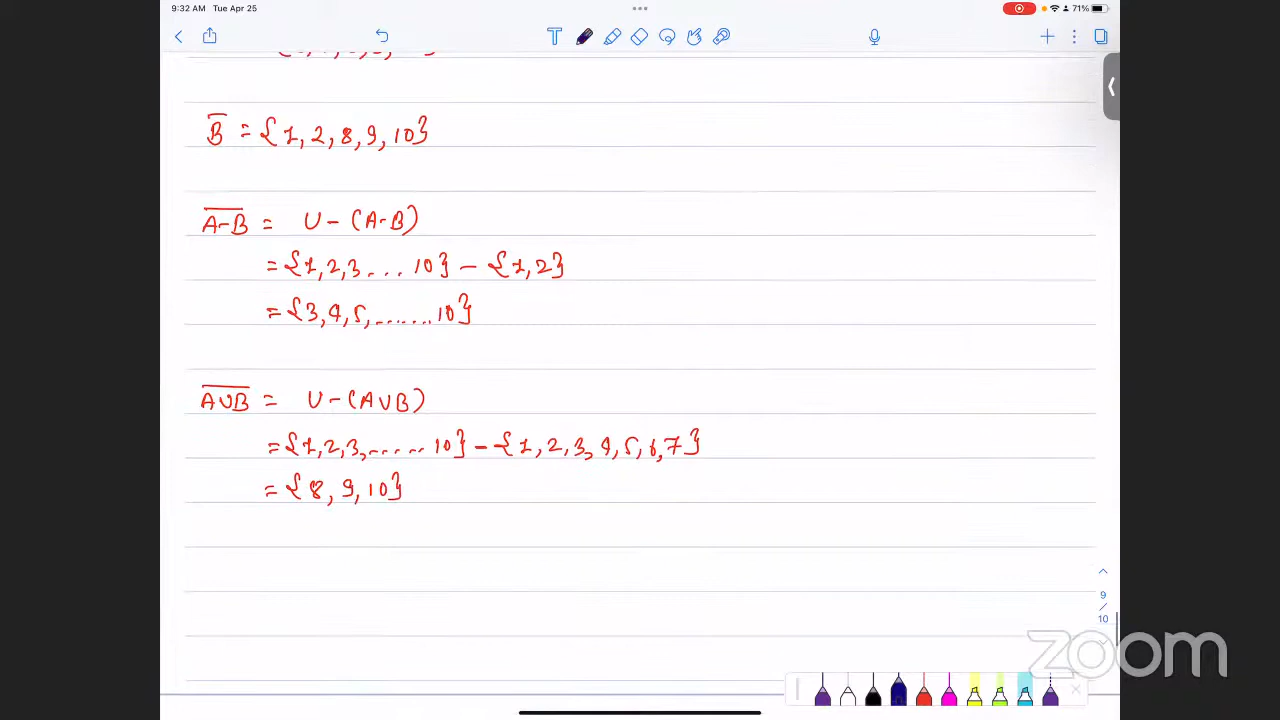 9:32 AM Tue Apr 25
71%
B̅ = {1, 2, 8, 9, 10}
A̅-̅B̅ = U - (A-B)
= {1, 2, 3 . . . . 10} - {1, 2}
= {3, 4, 5, ....... 10}
A̅∪̅B̅ = U - (A∪B)
= {1, 2, 3, ...... 10} - {1, 2, 3, 4, 5, 6, 7}
= {8, 9, 10}
9
/
10
zoom